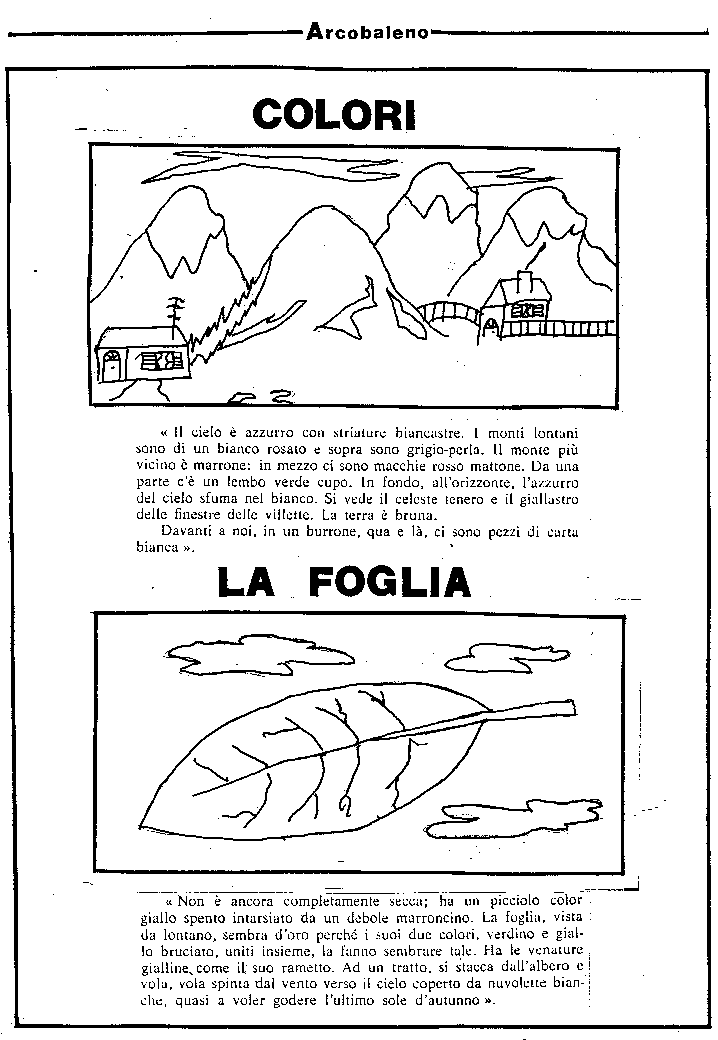 Arcobaleno
COLORI
« Il cielo è azzurro con striature biancastre. I monti lontani
sono di un bianco rosato e sopra sono grigio-perla. Il monte più
vicino è marrone: in mezzo ci sono macchie rosso mattone. Da una
parte c'è un lembo verde cupo. In fondo, all'orizzonte, l'azzurro
del cielo sfuma nel bianco. Si vede il celeste tenero e il giallastro
delle finestre delle villette. La terra è bruna.
Davanti a noi, in un burrone, qua e là, ci sono pezzi di carta
bianca ».
LA FOGLIA
« Non è ancora completamente secca; ha un picciolo color
giallo spento intarsiato da un debole marroncino. La foglia, vista
da lontano, sembra d'oro perché i suoi due colori, verdino e gial-
lo bruciato, uniti insieme, la fanno sembrare tale. Ha le venature
gialline, come il suo rametto. Ad un tratto, si stacca dall'albero e
vola, vola spinta dal vento verso il cielo coperto da nuvolette bian-
che, quasi a voler godere l'ultimo sole d'autunno ».